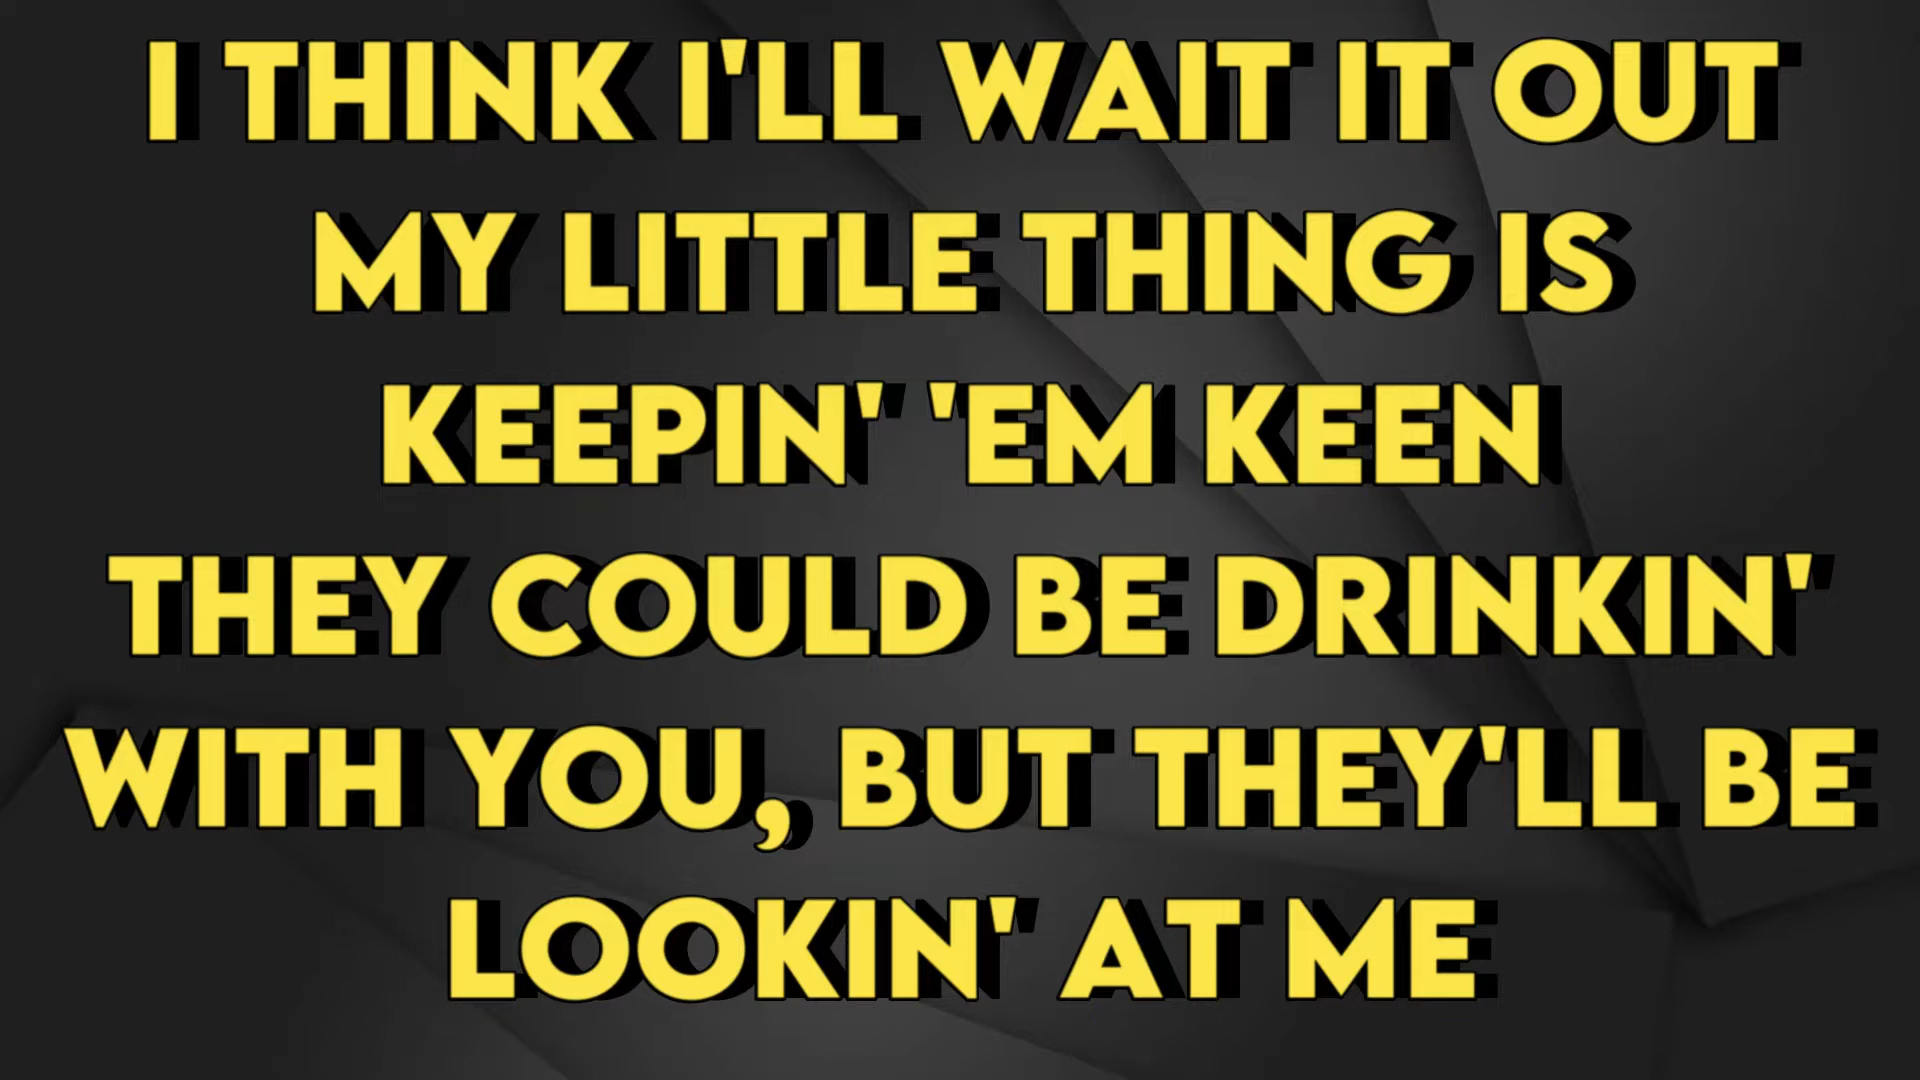 I THINK I'LL WAIT IT OUT
MY LITTLE THING IS
KEEPIN' 'EM KEEN
THEY COULD BE DRINKIN'
WITH YOU, BUT THEY'LL BE
LOOKIN' AT ME